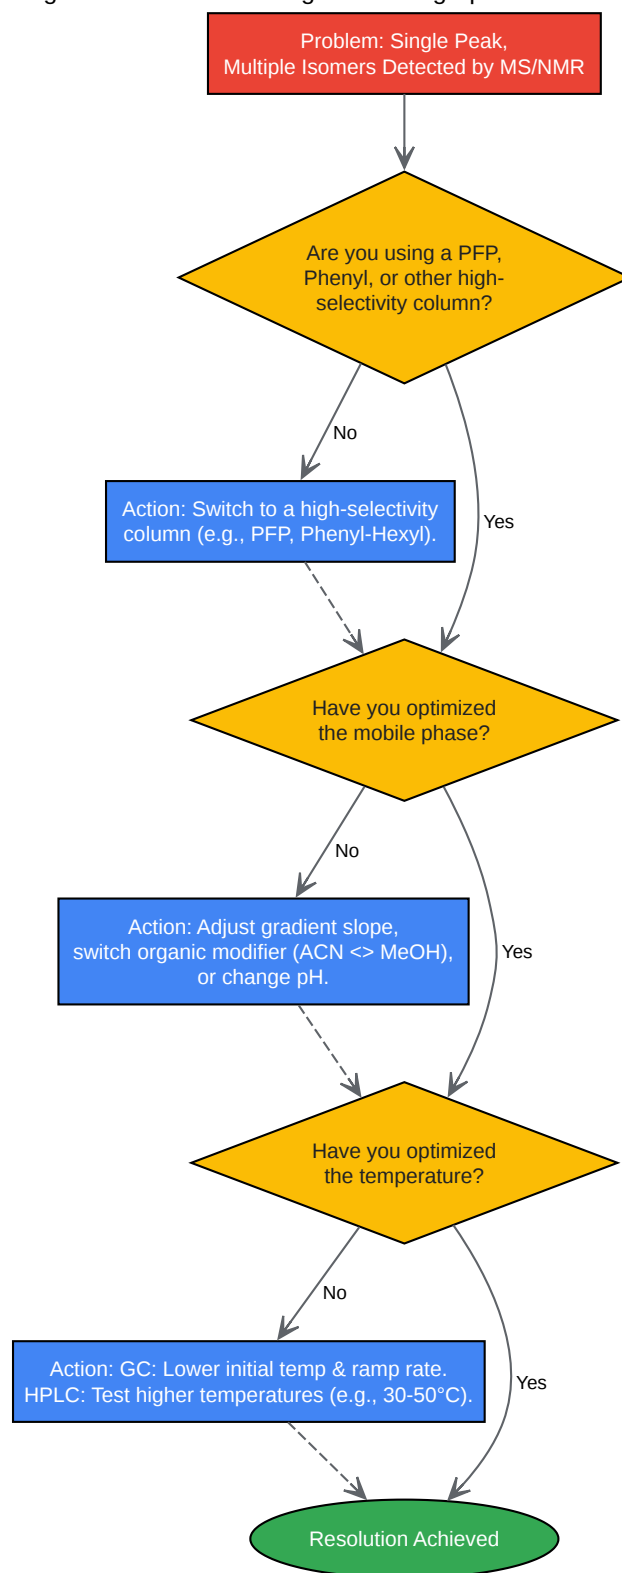 Problem: Single Peak,
Multiple Isomers Detected by MS/NMR
Are you using a PFP,
Phenyl, or other high-
selectivity column?
No
Action: Switch to a high-selectivity
column (e.g., PFP, Phenyl-Hexyl).
Yes
Have you optimized
the mobile phase?
No
Action: Adjust gradient slope,
switch organic modifier (ACN <> MeOH),
or change pH.
Yes
Have you optimized
the temperature?
No
Action: GC: Lower initial temp & ramp rate.
HPLC: Test higher temperatures (e.g., 30-50°C).
Yes
Resolution Achieved